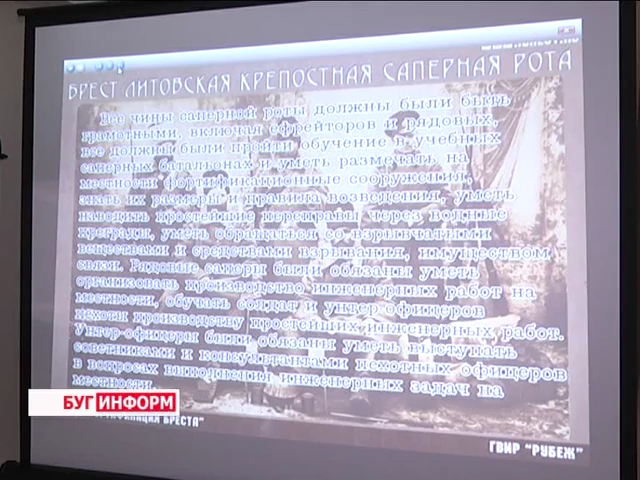 БРЕСТ ЛИТОВСКАЯ КРЕПОСТНАЯ САПЕРНАЯ РОТА
Все чины саперной роты должны были быть
грамотными, включая ефрейторов и рядовых,
все должны были пройти обучение в учебных
саперных батальонах и уметь размечать на
местности фортификационные сооружения,
знать их размеры и правила возведения, уметь
наводить простейшие переправы через водные
преграды, уметь обращаться со взрывчатыми
веществами и средствами взрывания, имуществом
связи. Рядовые саперы были обязаны уметь
организовать производство инженерных работ на
местности, обучать солдат и унтер-офицеров
пехоты производству простейших инженерных работ.
Унтер-офицеры были обязаны уметь выступать
советниками и консультантами пехотных офицеров
в вопросах выполнения инженерных задач на
местности.
БУГИНФОРМ
БРЕСТА"
ГВИР "РУБЕЖ"